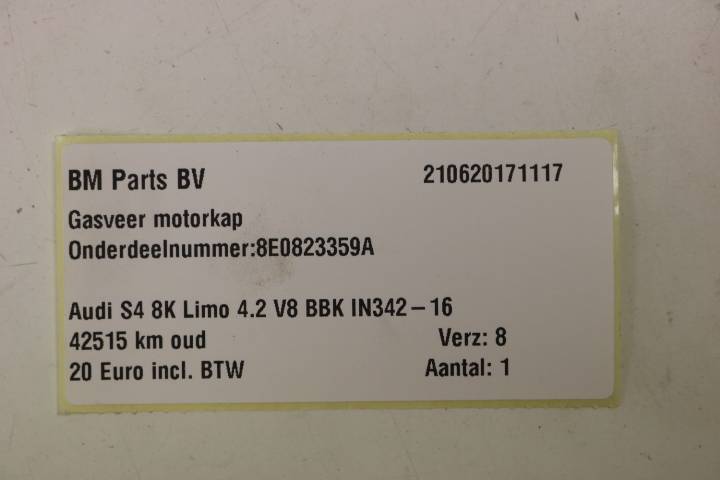 BM Parts BV 210620171117
Gasveer motorkap
Onderdeelnummer:8E0823359A
Audi S4 8K Limo 4.2 V8 BBK IN342-16
42515 km oud Verz: 8
20 Euro incl. BTW Aantal: 1